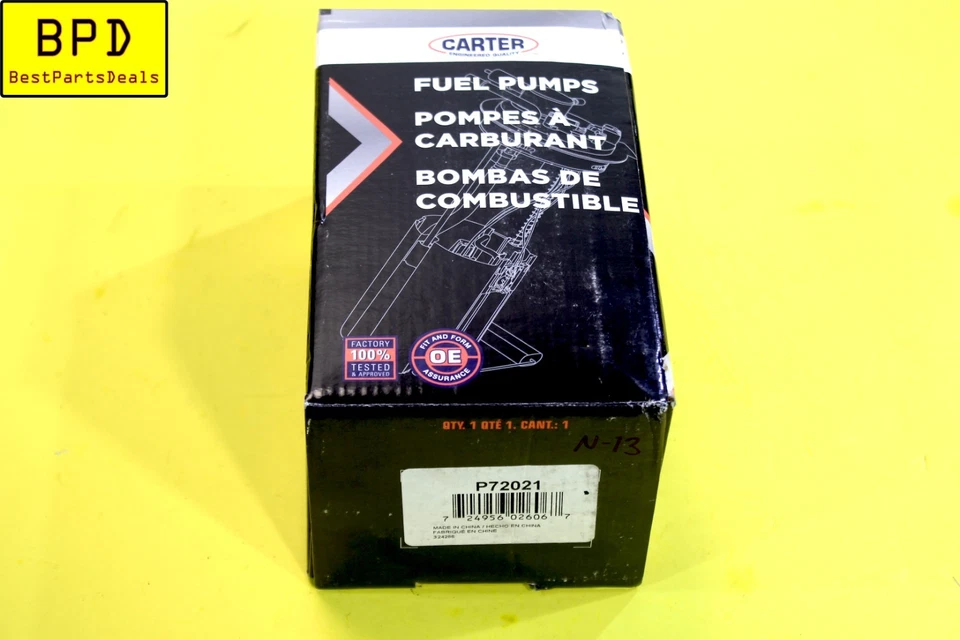 BPD
BestPartsDeals
CARTER
ENGINEERED QUALITY
FUEL PUMPS
POMPES À
CARBURANT
BOMBAS DE
COMBUSTIBLE
FACTORY
100%
TESTED
& APPROVED
FIT AND FORM
OE
ASSURANCE
QTY. 1 QTÉ 1. CANT.: 1
N-13
P72021
7 24956 02606 7
MADE IN CHINA / HECHO EN CHINA
FABRIQUÉ EN CHINE